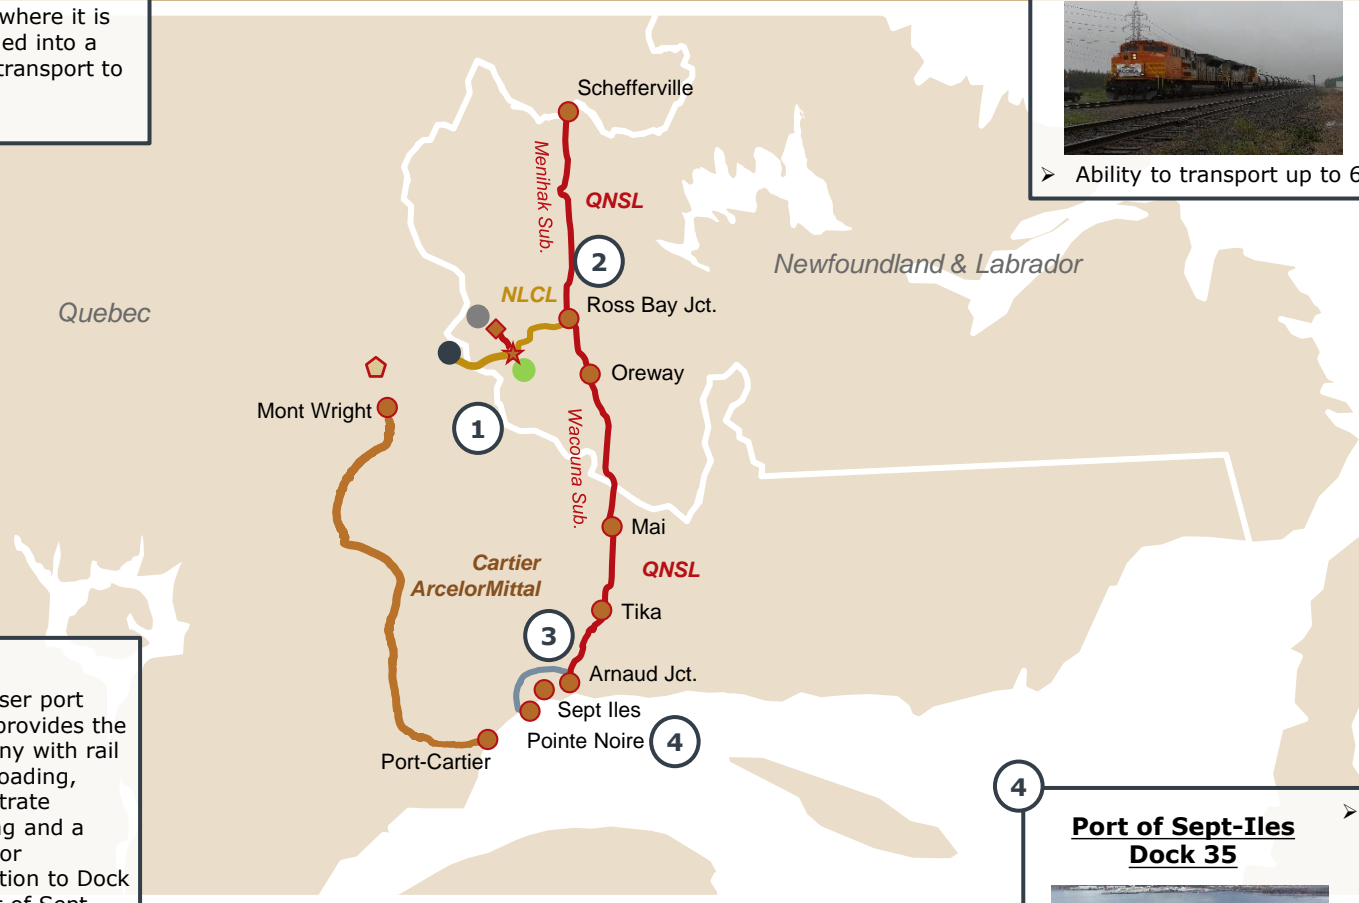 where it is
ed into a
transport to
Ability to transport up to 6
Schefferville
Menihak Sub.
QNSL
2
Newfoundland & Labrador
NLCL
Ross Bay Jct.
Quebec
Oreway
Mont Wright
1
Wacouna Sub.
Mai
Cartier
ArcelorMittal
QNSL
Tika
3
Arnaud Jct.
Sept Iles
Pointe Noire
4
Port-Cartier
ser port
provides the
ny with rail
oading,
trate
g and a
or
tion to Dock
t of Sept
4
Port of Sept-Iles
Dock 35